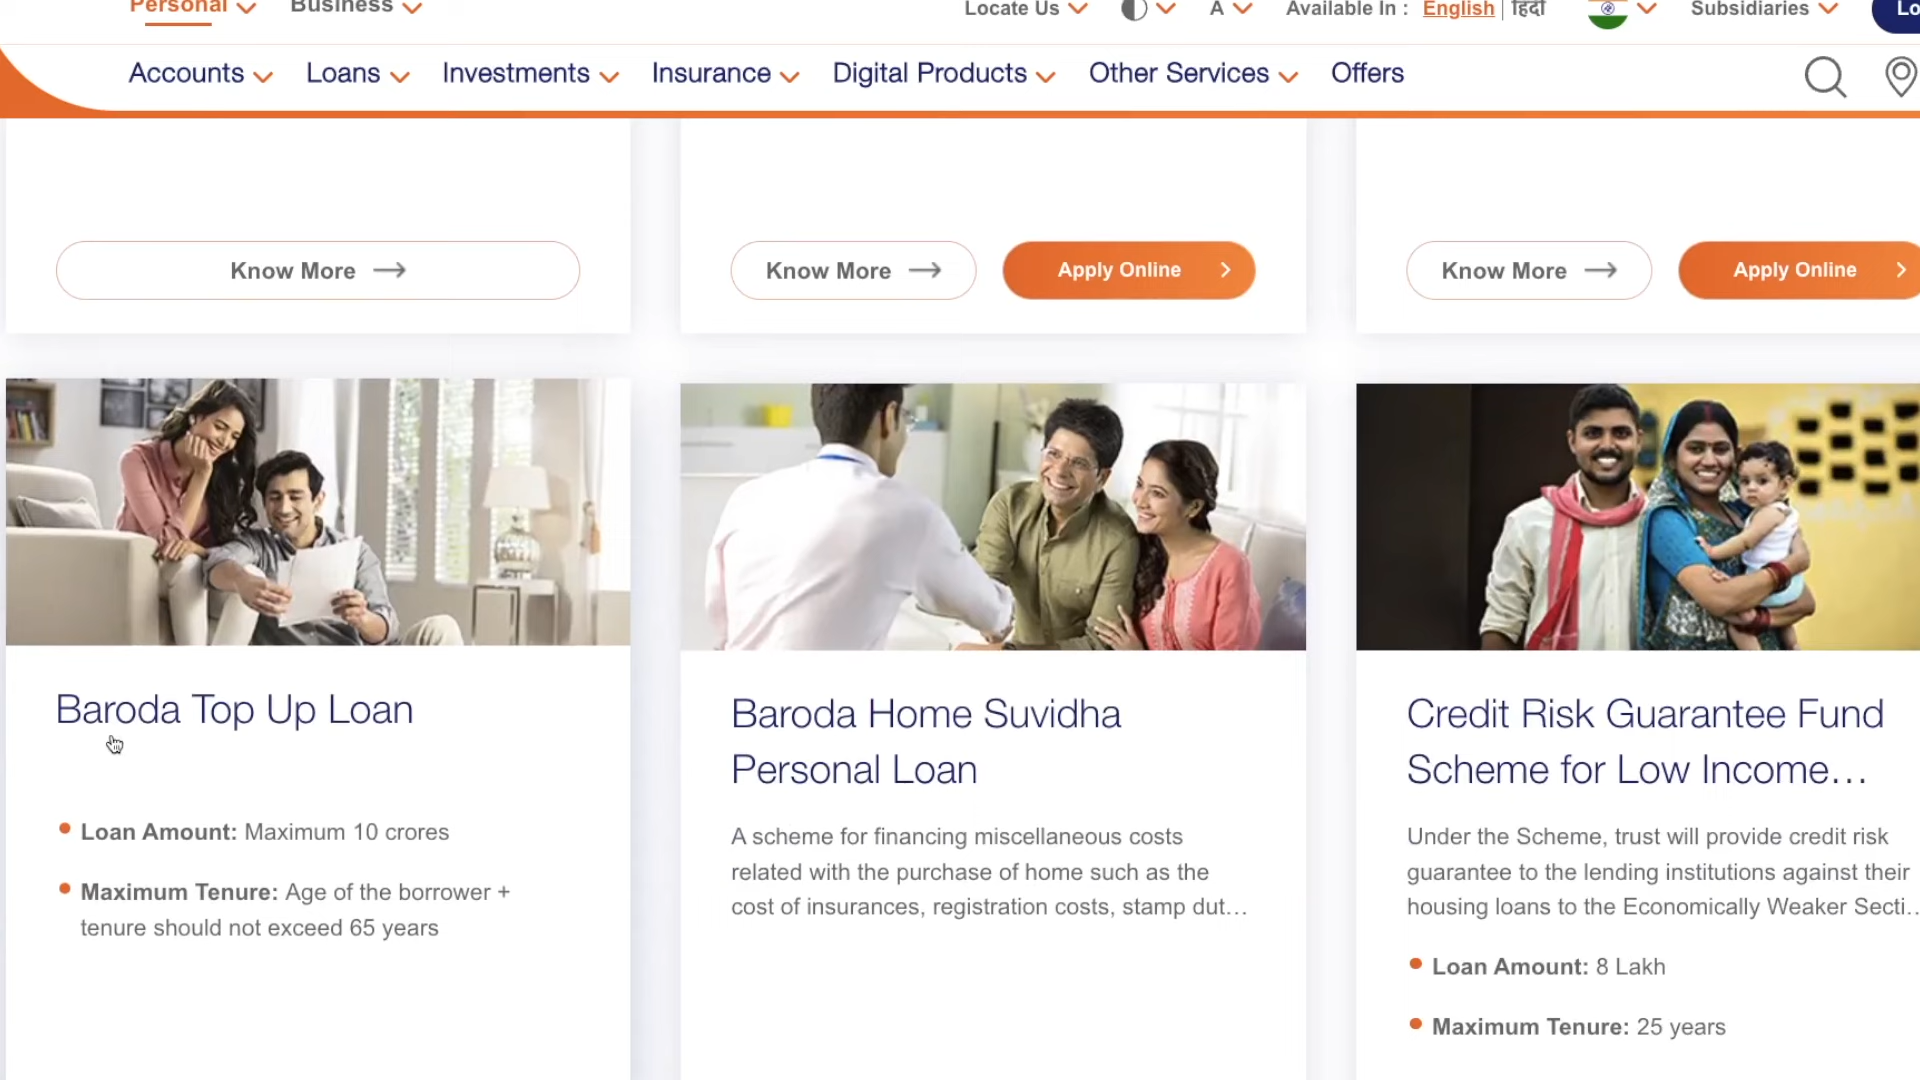 Personal Business Locate Us A Available In : English हिंदी Subsidiaries Lo
Accounts Loans Investments Insurance Digital Products Other Services Offers
Know More Know More Apply Online Know More Apply Online
Baroda Top Up Loan
Loan Amount: Maximum 10 crores
Maximum Tenure: Age of the borrower +
tenure should not exceed 65 years
Baroda Home Suvidha
Personal Loan
A scheme for financing miscellaneous costs
related with the purchase of home such as the
cost of insurances, registration costs, stamp dut...
Credit Risk Guarantee Fund
Scheme for Low Income...
Under the Scheme, trust will provide credit risk
guarantee to the lending institutions against their
housing loans to the Economically Weaker Secti..
Loan Amount: 8 Lakh
Maximum Tenure: 25 years